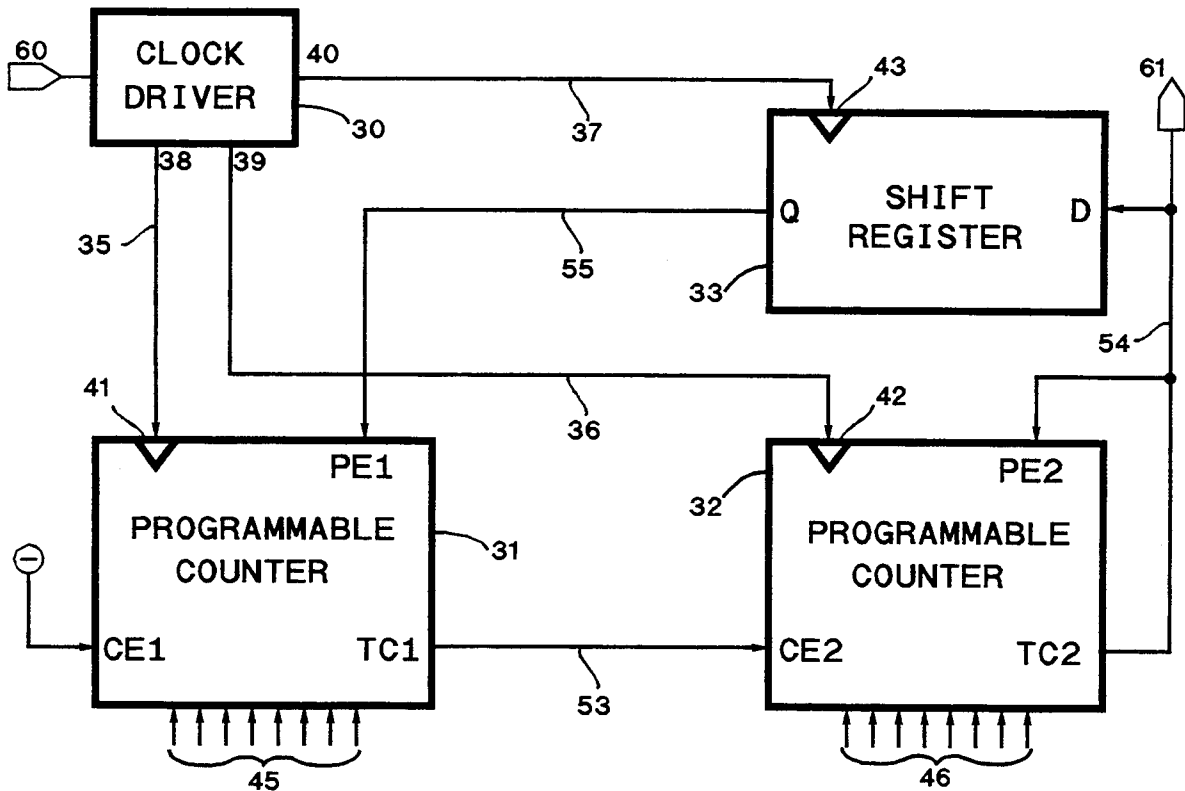 60
CLOCK
DRIVER
40
30
37
43
61
38
39
SHIFT
REGISTER
Q
D
35
55
33
54
41
36
42
PE1
PE2
32
PROGRAMMABLE
COUNTER
31
PROGRAMMABLE
COUNTER
−
CE1
TC1
53
CE2
TC2
45
46